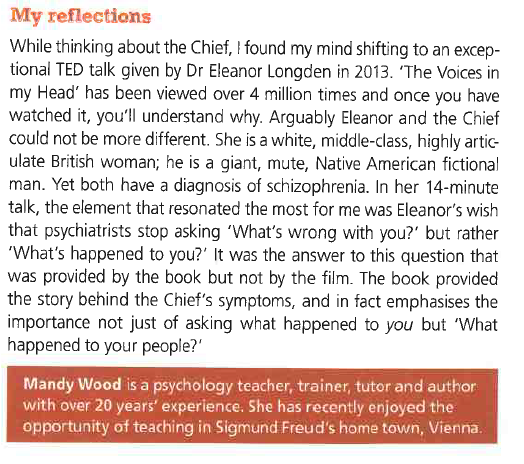 My reflections
While thinking about the Chief, I found my mind shifting to an excep-
tional TED talk given by Dr Eleanor Longden in 2013. ‘The Voices in
my Head’ has been viewed over 4 million times and once you have
watched it, you’ll understand why. Arguably Eleanor and the Chief
could not be more different. She is a white, middle-class, highly artic-
ulate British woman; he is a giant, mute, Native American fictional
man. Yet both have a diagnosis of schizophrenia. In her 14-minute
talk, the element that resonated the most for me was Eleanor’s wish
that psychiatrists stop asking ‘What’s wrong with you?’ but rather
‘What’s happened to you?’ It was the answer to this question that
was provided by the book but not by the film. The book provided
the story behind the Chief’s symptoms, and in fact emphasises the
importance not just of asking what happened to you but ‘What
happened to your people?’
Mandy Wood is a psychology teacher, trainer, tutor and author
with over 20 years’ experience. She has recently enjoyed the
opportunity of teaching in Sigmund Freud’s home town, Vienna.